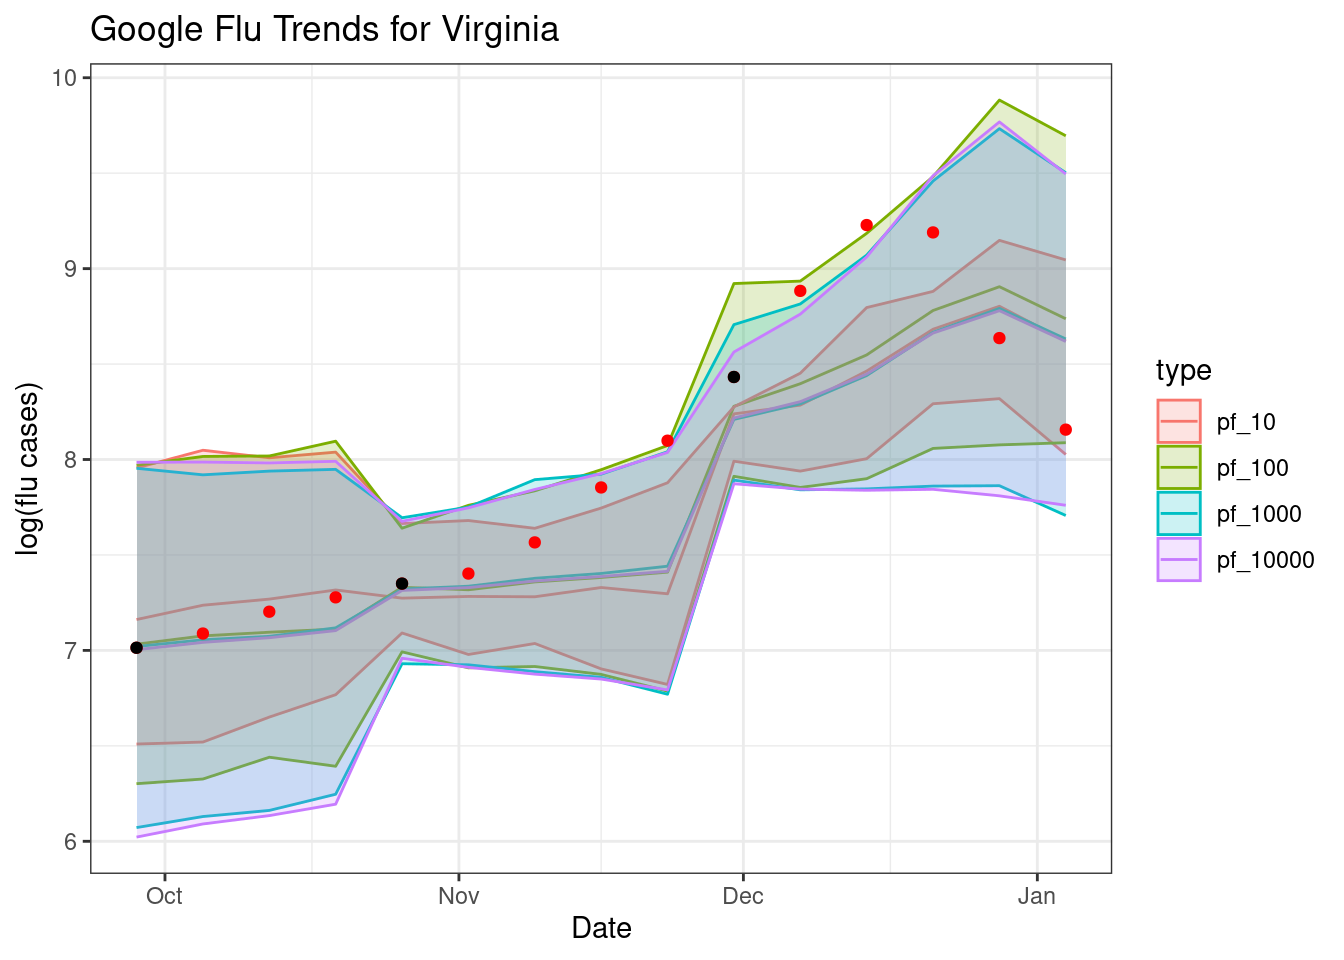 Google Flu Trends for Virginia
10
9
8
7
6
log(flu cases)
Oct
Nov
Dec
Jan
Date
type
pf_10
pf_100
pf_1000
pf_10000